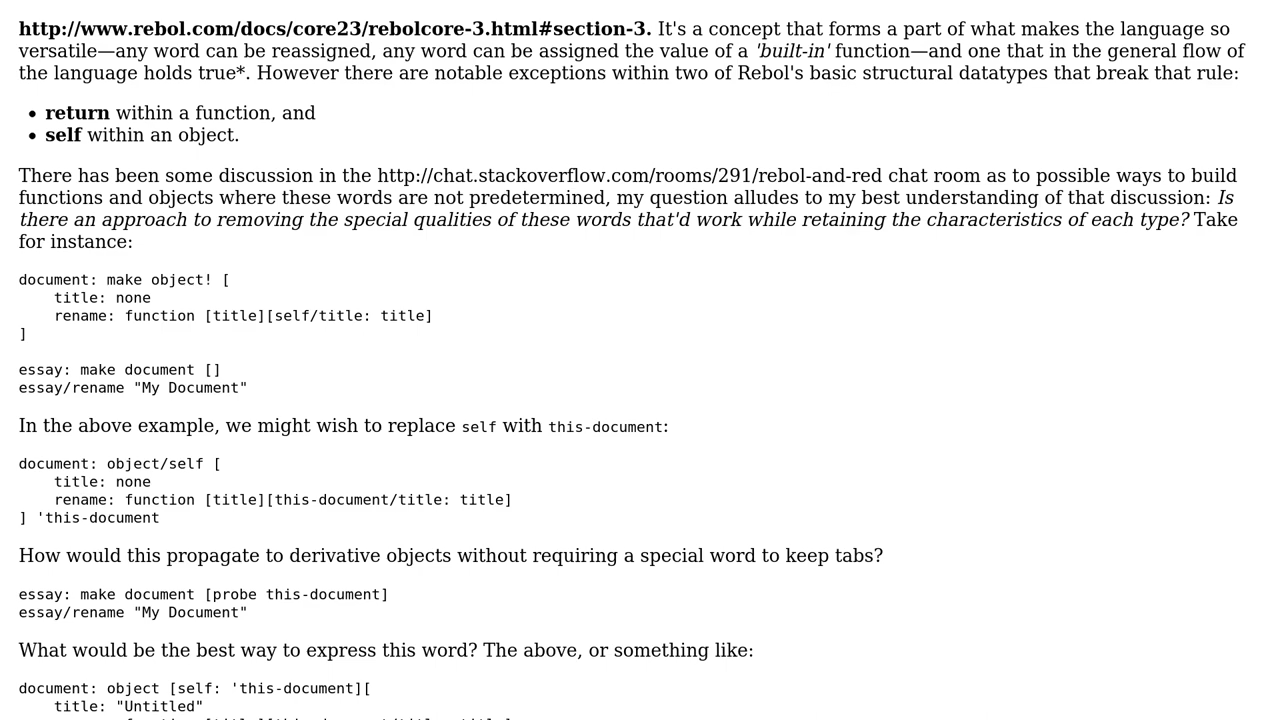 http://www.rebol.com/docs/core23/rebolcore-3.html#section-3. It's a concept that forms a part of what makes the language so
versatile—any word can be reassigned, any word can be assigned the value of a 'built-in' function—and one that in the general flow of
the language holds true*. However there are notable exceptions within two of Rebol's basic structural datatypes that break that rule:
• return within a function, and
• self within an object.
There has been some discussion in the http://chat.stackoverflow.com/rooms/291/rebol-and-red chat room as to possible ways to build
functions and objects where these words are not predetermined, my question alludes to my best understanding of that discussion: Is
there an approach to removing the special qualities of these words that'd work while retaining the characteristics of each type? Take
for instance:
document: make object! [
    title: none
    rename: function [title][self/title: title]
]
essay: make document []
essay/rename "My Document"
In the above example, we might wish to replace self with this-document:
document: object/self [
    title: none
    rename: function [title][this-document/title: title]
] 'this-document
How would this propagate to derivative objects without requiring a special word to keep tabs?
essay: make document [probe this-document]
essay/rename "My Document"
What would be the best way to express this word? The above, or something like:
document: object [self: 'this-document][
    title: "Untitled"